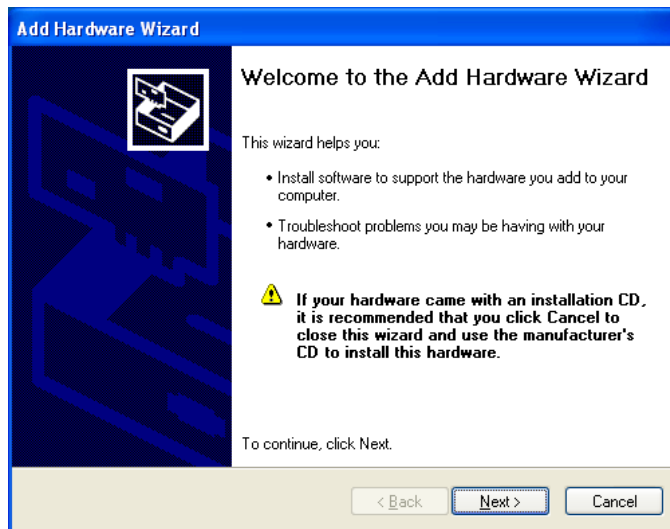 Add Hardware Wizard
Welcome to the Add Hardware Wizard
This wizard helps you:
• Install software to support the hardware you add to your
computer.
• Troubleshoot problems you may be having with your
hardware.
If your hardware came with an installation CD,
it is recommended that you click Cancel to
close this wizard and use the manufacturer's
CD to install this hardware.
To continue, click Next.
< Back Next > Cancel